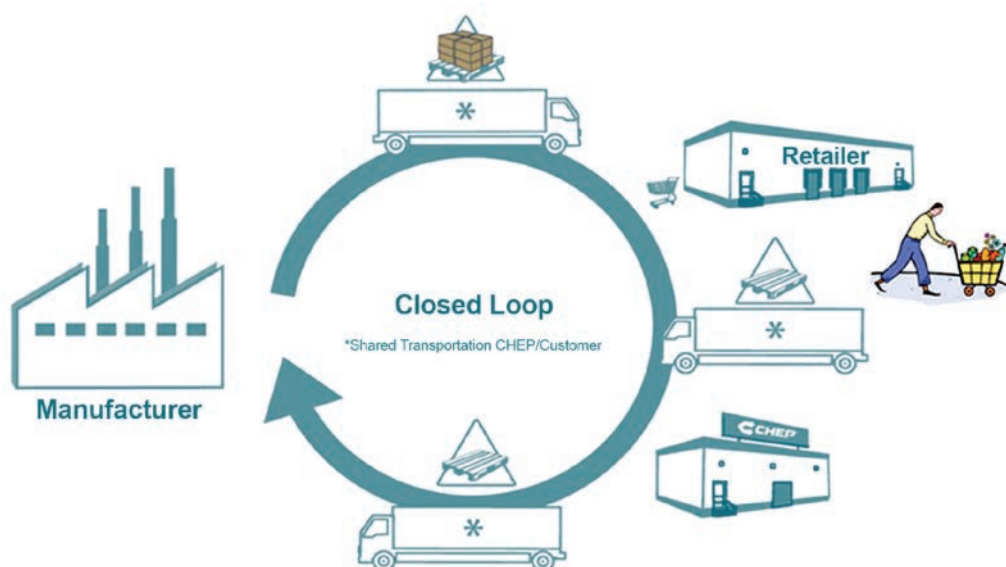 Retailer
Closed Loop
*Shared Transportation CHEP/Customer
Manufacturer
CHEP